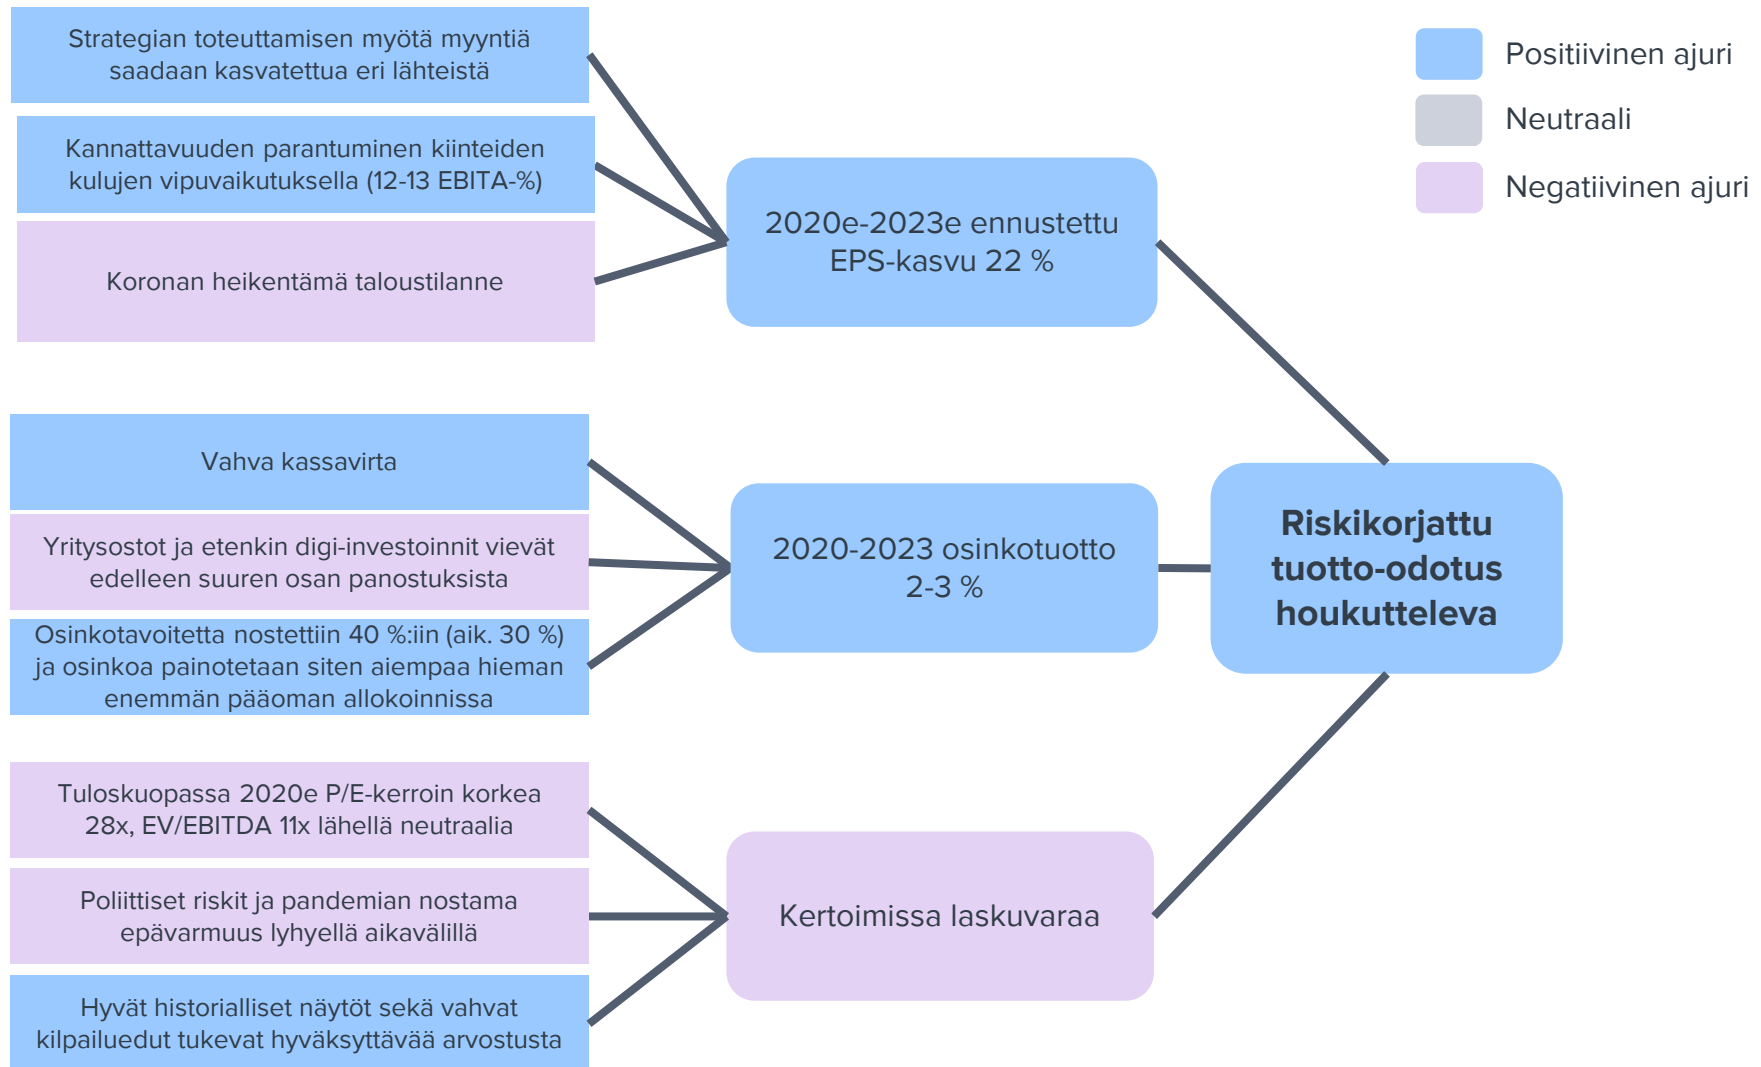 Strategian toteuttamisen myötä myyntiä
saadaan kasvatettua eri lähteistä
Kannattavuuden parantuminen kiinteiden
kulujen vipuvaikutuksella (12-13 EBITA-%)
Koronan heikentämä taloustilanne
2020e-2023e ennustettu
EPS-kasvu 22 %
Positiivinen ajuri
Neutraali
Negatiivinen ajuri
Vahva kassavirta
Yritysostot ja etenkin digi-investoinnit vievät
edelleen suuren osan panostuksista
Osinkotavoitetta nostettiin 40 %:iin (aik. 30 %)
ja osinkoa painotetaan siten aiempaa hieman
enemmän pääoman allokoinnissa
2020-2023 osinkotuotto
2-3 %
Riskikorjattu
tuotto-odotus
houkutteleva
Tuloskuopassa 2020e P/E-kerroin korkea
28x, EV/EBITDA 11x lähellä neutraalia
Poliittiset riskit ja pandemian nostama
epävarmuus lyhyellä aikavälillä
Hyvät historialliset näytöt sekä vahvat
kilpailuedut tukevat hyväksyttävää arvostusta
Kertoimissa laskuvaraa